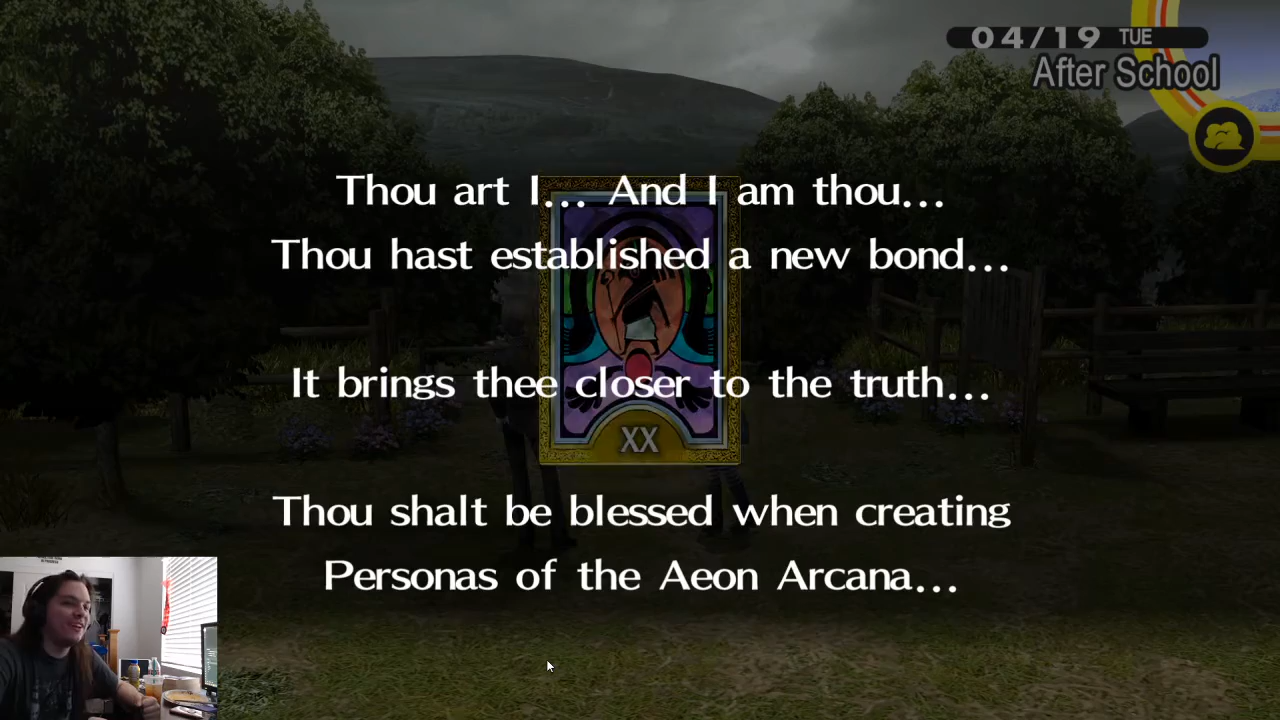 04/19 TUE
After School
Thou art I... And I am thou...
Thou hast established a new bond...
It brings thee closer to the truth...
XX
Thou shalt be blessed when creating
Personas of the Aeon Arcana...